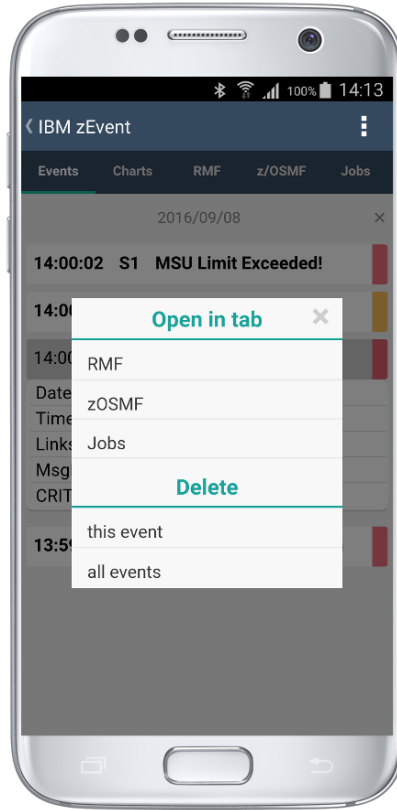 100% 14:13
IBM zEvent
Events Charts RMF z/OSMF Jobs
2016/09/08 ×
14:00:02 S1 MSU Limit Exceeded!
14:00
Open in tab ×
14:00
RMF
Date
zOSMF
Time
Links
Jobs
Msg
CRIT
Delete
this event
13:59
all events